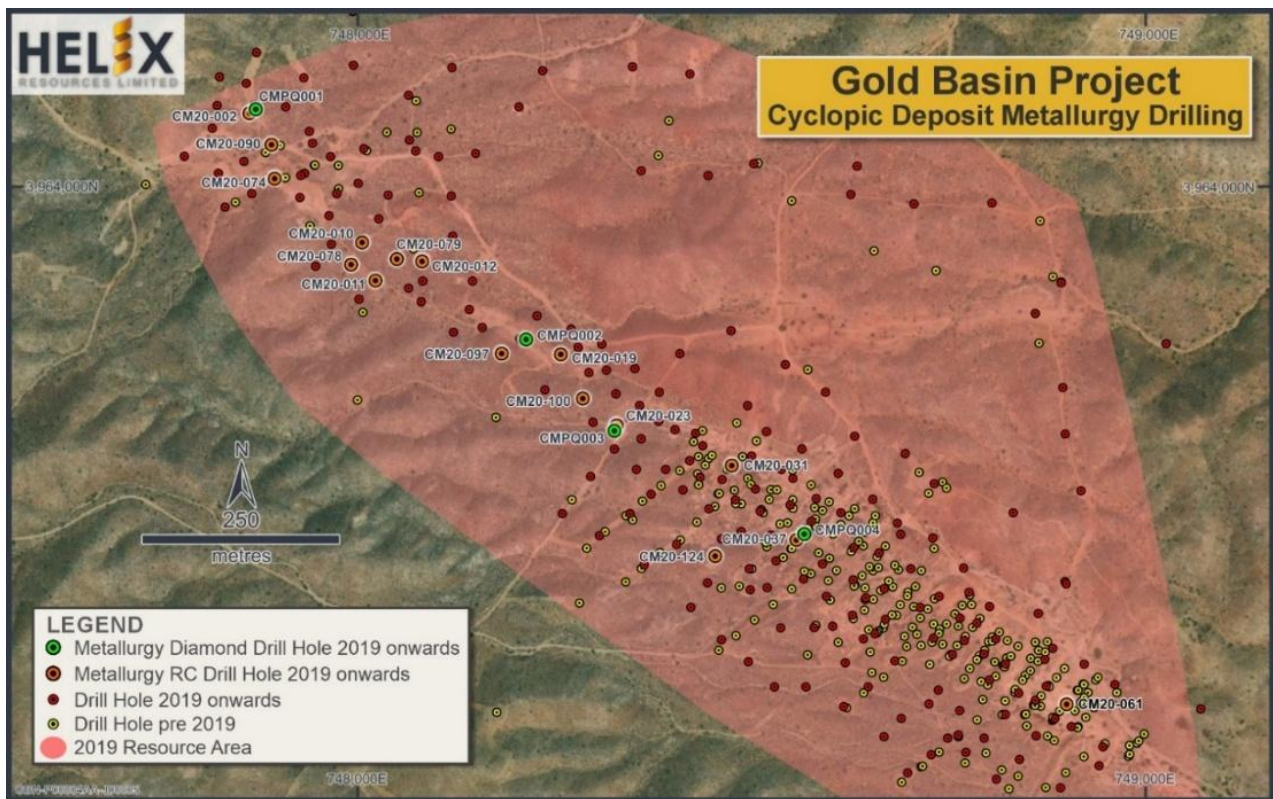 HELIX
RESOURCES LIMITED
748,000E
749,000E
Gold Basin Project
Cyclopic Deposit Metallurgy Drilling
CMPQ001
CM20-002
CM20-090
CM20-074
3,964,000N
3,964,000N
CM20-010
CM20-079
CM20-078
CM20-012
CM20-011
CMPQ002
CM20-097
CM20-019
CM20-100
CM20-023
CMPQ003
CM20-031
N
250
metres
CMPQ004
CM20-037
CM20-124
CM20-061
LEGEND
Metallurgy Diamond Drill Hole 2019 onwards
Metallurgy RC Drill Hole 2019 onwards
Drill Hole 2019 onwards
Drill Hole pre 2019
2019 Resource Area
748,000E
749,000E